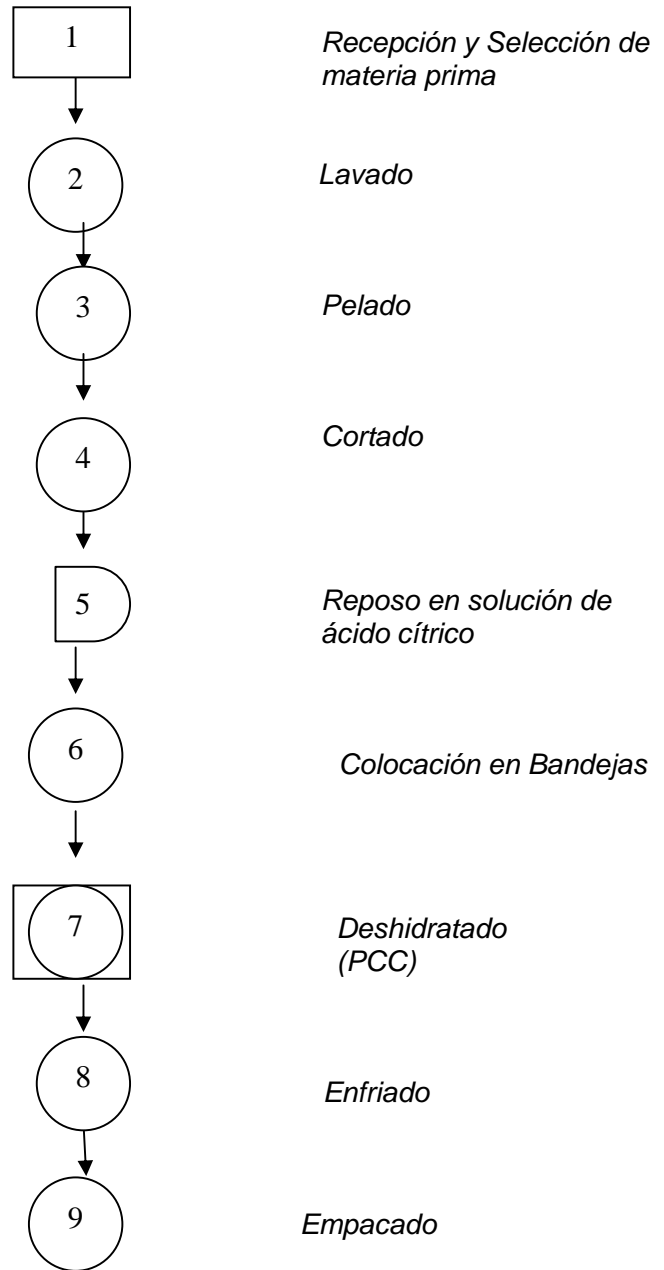 1
Recepción y Selección de
materia prima
2
Lavado
3
Pelado
4
Cortado
5
Reposo en solución de
ácido cítrico
6
Colocación en Bandejas
7
Deshidratado
(PCC)
8
Enfriado
9
Empacado